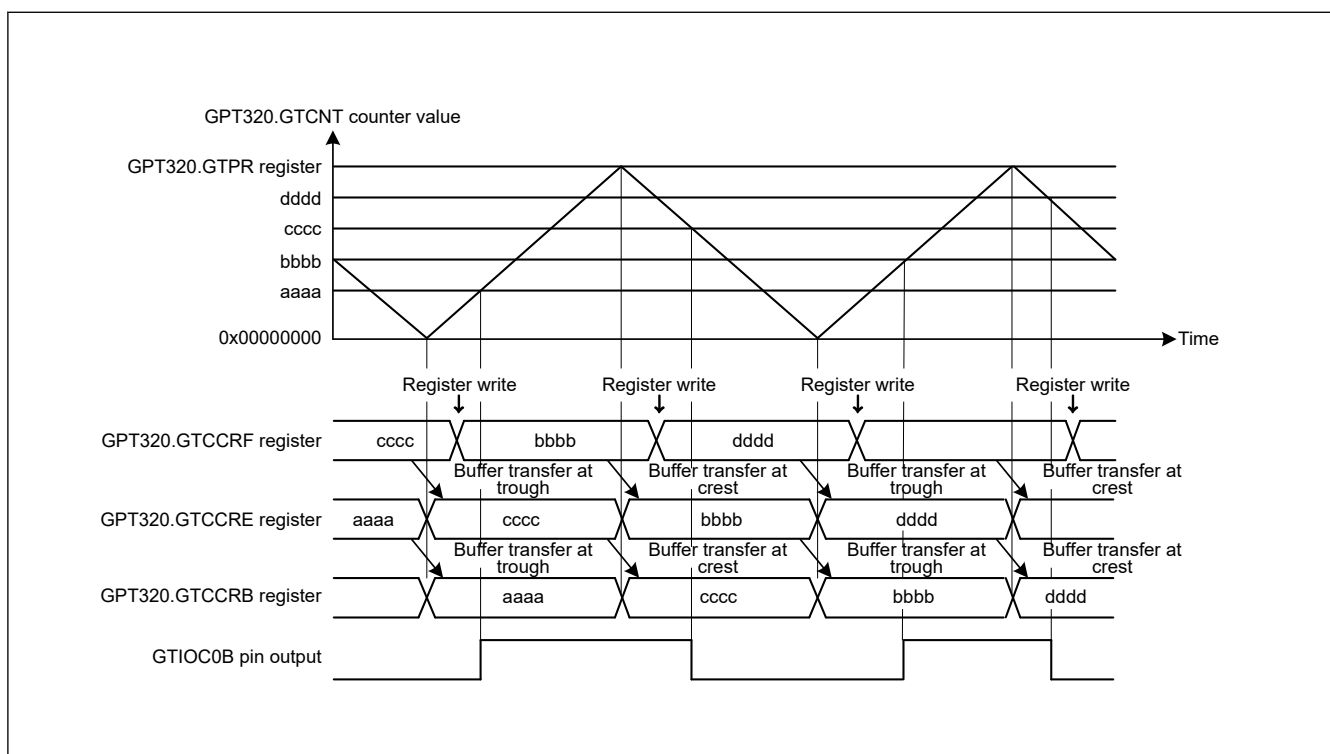 GPT320.GTCNT counter value
GPT320.GTPR register
dddd
cccc
bbbb
aaaa
0x00000000
Time
Register write
Register write
Register write
Register write
GPT320.GTCCRF register
cccc
bbbb
dddd
Buffer transfer at
trough
Buffer transfer at
crest
Buffer transfer at
trough
Buffer transfer at
crest
GPT320.GTCCRE register
aaaa
cccc
bbbb
dddd
Buffer transfer at
trough
Buffer transfer at
crest
Buffer transfer at
trough
Buffer transfer at
crest
GPT320.GTCCRB register
aaaa
cccc
bbbb
dddd
GTIOC0B pin output